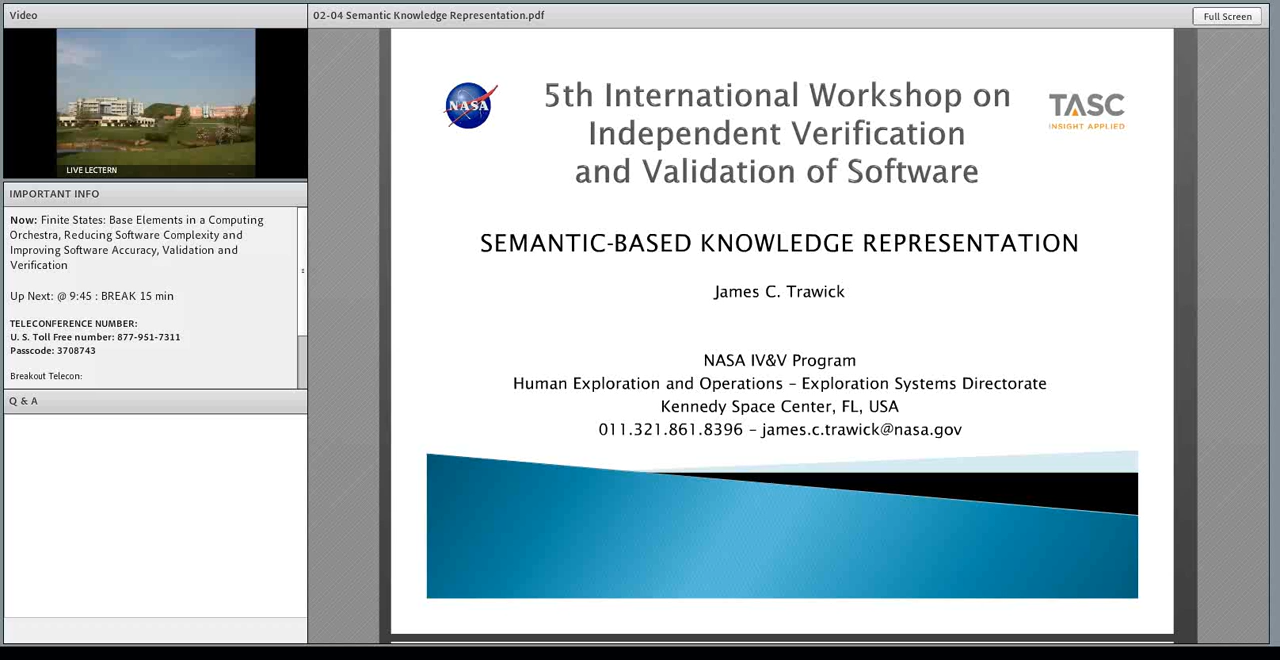 Video
LIVE LECTERN
IMPORTANT INFO
Now: Finite States: Base Elements in a Computing
Orchestra, Reducing Software Complexity and
Improving Software Accuracy, Validation and
Verification
Up Next: @ 9:45 : BREAK 15 min
TELECONFERENCE NUMBER:
U. S. Toll Free number: 877-951-7311
Passcode: 3708743
Breakout Telecon:
Q & A
02-04 Semantic Knowledge Representation.pdf
Full Screen
NASA
5th International Workshop on
Independent Verification
and Validation of Software
TASC
INSIGHT APPLIED
SEMANTIC-BASED KNOWLEDGE REPRESENTATION
James C. Trawick
NASA IV&V Program
Human Exploration and Operations – Exploration Systems Directorate
Kennedy Space Center, FL, USA
011.321.861.8396 – james.c.trawick@nasa.gov